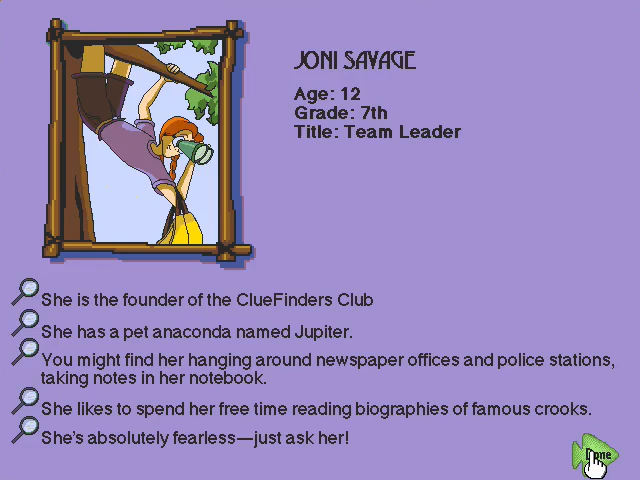 JONI SAVAGE
Age: 12
Grade: 7th
Title: Team Leader
She is the founder of the ClueFinders Club
She has a pet anaconda named Jupiter.
You might find her hanging around newspaper offices and police stations,
taking notes in her notebook.
She likes to spend her free time reading biographies of famous crooks.
She's absolutely fearless—just ask her!
Done